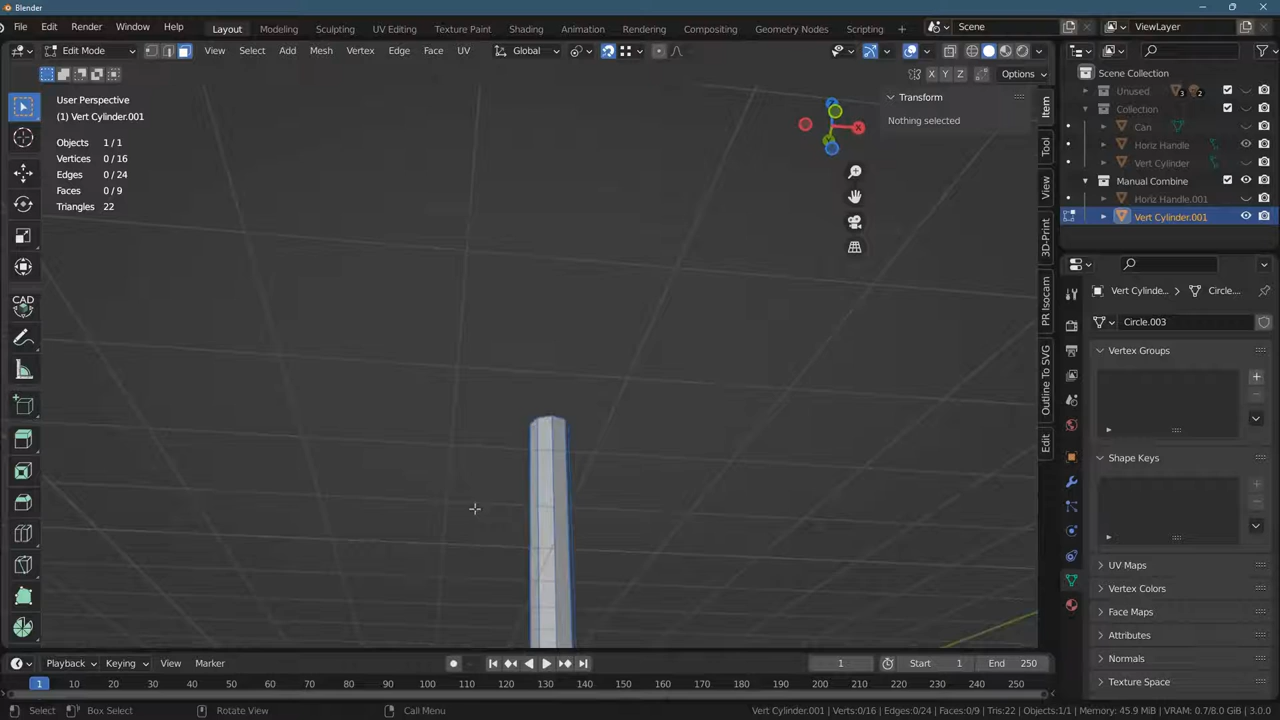 Blender
File Edit Render Window Help Layout Modeling Sculpting UV Editing Texture Paint Shading Animation Rendering Compositing Geometry Nodes Scripting + Scene ViewLayer
Edit Mode View Select Add Mesh Vertex Edge Face UV Global
X Y Z Options
User Perspective
(1) Vert Cylinder.001
Objects 1/1
Vertices 0/16
Edges 0/24
Faces 0/9
Triangles 22
CAD
Transform
Nothing selected
Item
Tool
View
3D-Print
PR Isocam
Outline To SVG
Edit
Scene Collection
Unused 3 2
Collection
Can
Horiz Handle
Vert Cylinder
Manual Combine
Horiz Handle.001
Vert Cylinder.001
Vert Cylinde... Circle....
Circle.003
Vertex Groups
Shape Keys
UV Maps
Vertex Colors
Face Maps
Attributes
Normals
Texture Space
Playback Keying View Marker 1 Start 1 End 250
1 10 20 30 40 50 60 70 80 90 100 110 120 130 140 150 160 170 180 190 200 210 220 230 240 250
Select Box Select Rotate View Call Menu Vert Cylinder.001 | Verts:0/16 | Edges:0/24 | Faces:0/9 | Tris:22 | Objects:1/1 | Memory: 45.9 MiB | VRAM: 0.7/8.0 GiB | 3.0.0